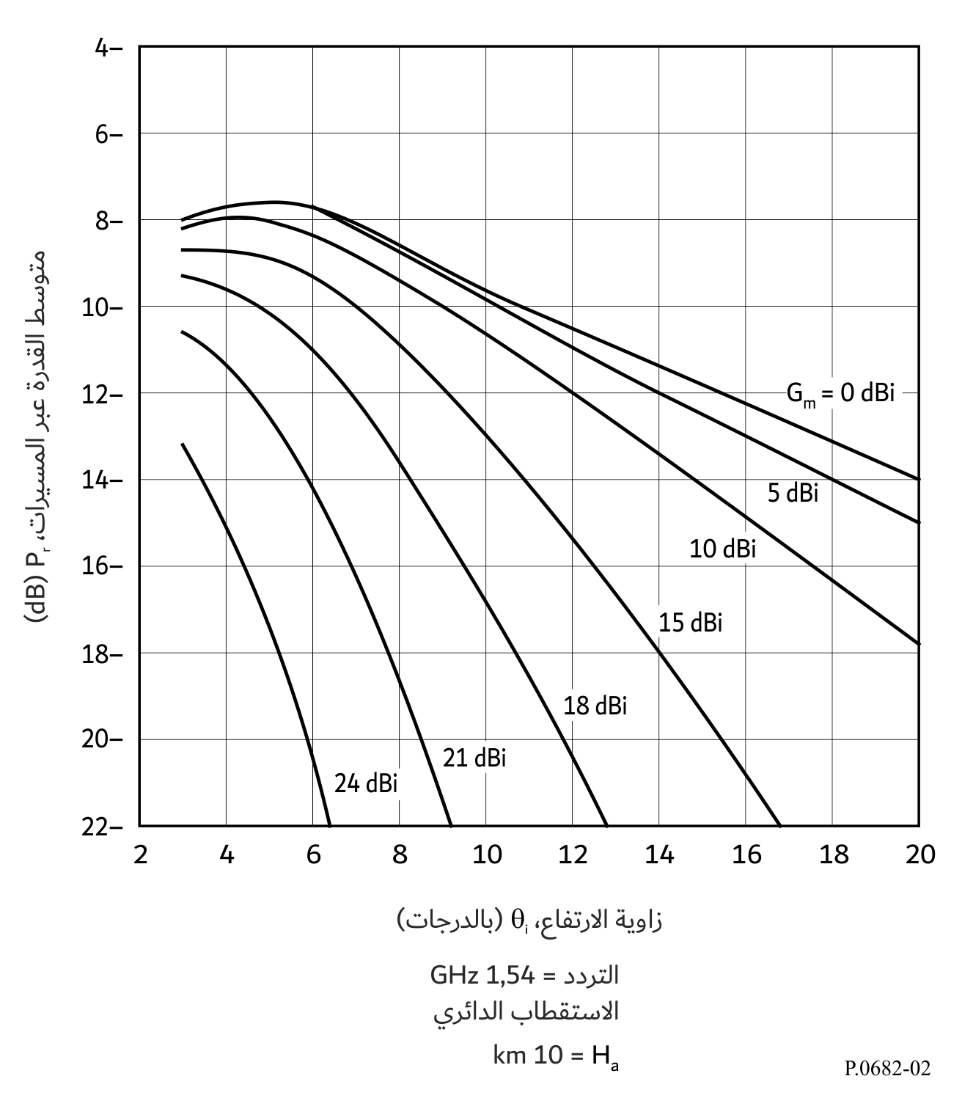 4–
6–
8–
10–
12–
14–
16–
18–
20–
22–
متوسط القدرة عبر المسيرات، Pr (dB)
Gm = 0 dBi
5 dBi
10 dBi
15 dBi
18 dBi
21 dBi
24 dBi
2 4 6 8 10 12 14 16 18 20
زاوية الارتفاع، θi (بالدرجات)
التردد = 1,54 GHz
الاستقطاب الدائري
Ha = 10 km
P.0682-02